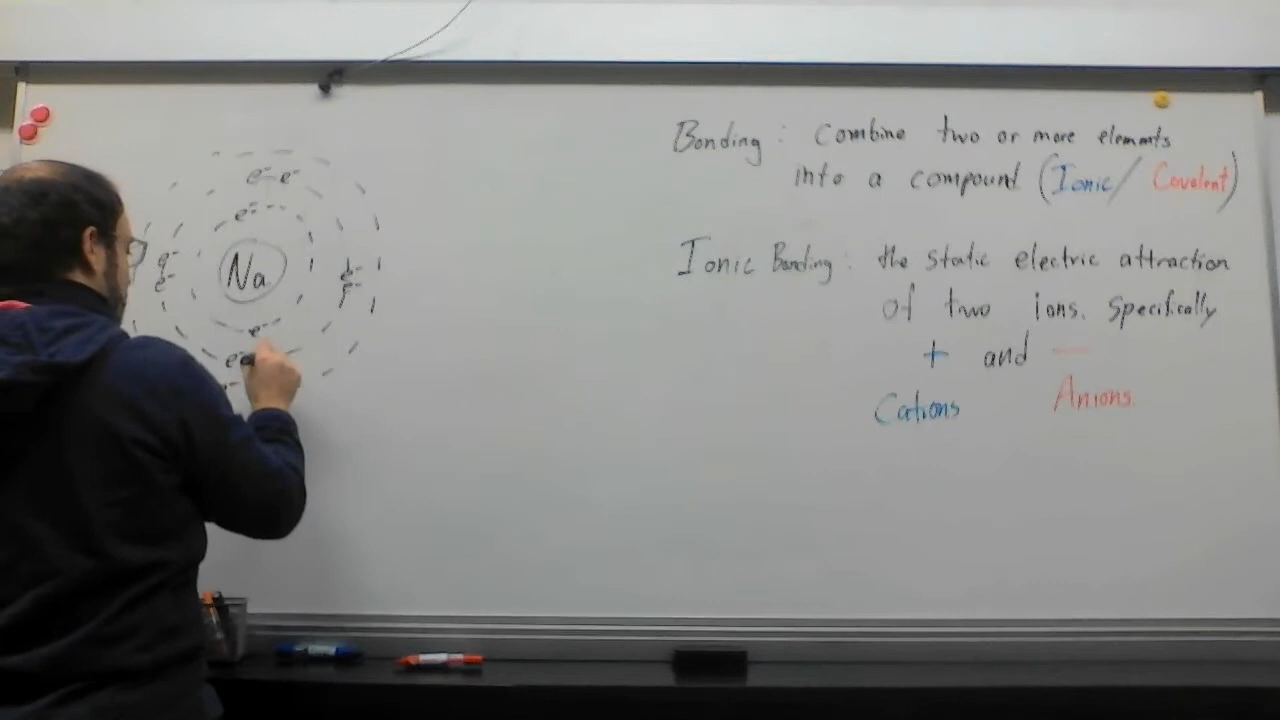 Bonding : Combine two or more elements
into a compound (Ionic/ Covalent)
Ionic Bonding : the static electric attraction
of two ions. Specifically
+ and —
Cations Anions.
e- e-
e-
Na
e-
e-
e-
e-